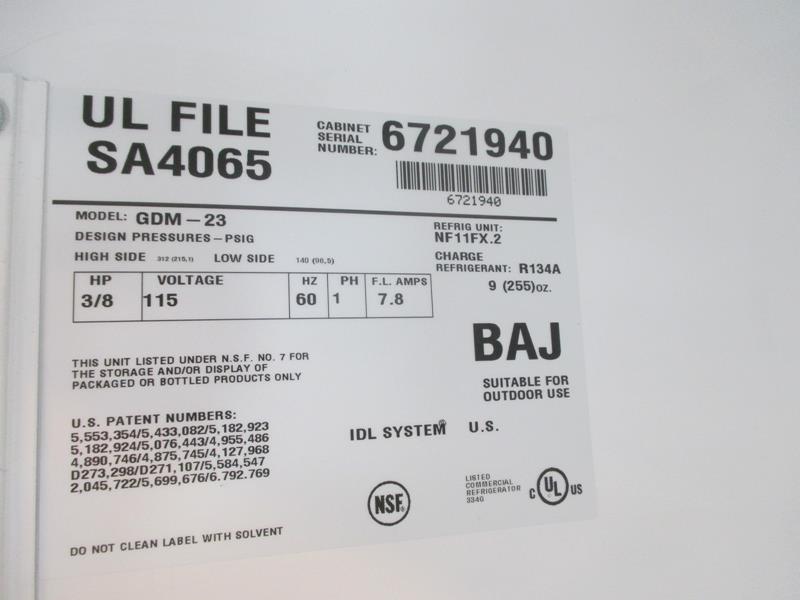 UL FILE
SA4065
CABINET
SERIAL
NUMBER: 6721940
6721940
MODEL: GDM-23
DESIGN PRESSURES-PSIG
HIGH SIDE 312 (215,1) LOW SIDE 140 (96,5)
REFRIG UNIT:
NF11FX.2
CHARGE
REFRIGERANT: R134A
9 (255)oz.
HP VOLTAGE HZ PH F.L. AMPS
3/8 115 60 1 7.8
BAJ
SUITABLE FOR
OUTDOOR USE
THIS UNIT LISTED UNDER N.S.F. NO. 7 FOR
THE STORAGE AND/OR DISPLAY OF
PACKAGED OR BOTTLED PRODUCTS ONLY
U.S. PATENT NUMBERS:
5,553,354/5,433,082/5,182,923
5,182,924/5,076,443/4,955,486
4,890,746/4,875,745/4,127,968
D273,298/D271,107/5,584,547
2,045,722/5,699,676/6.792.769
IDL SYSTEM® U.S.
NSF®
LISTED
COMMERCIAL
REFRIGERATOR
334G
C UL US
DO NOT CLEAN LABEL WITH SOLVENT